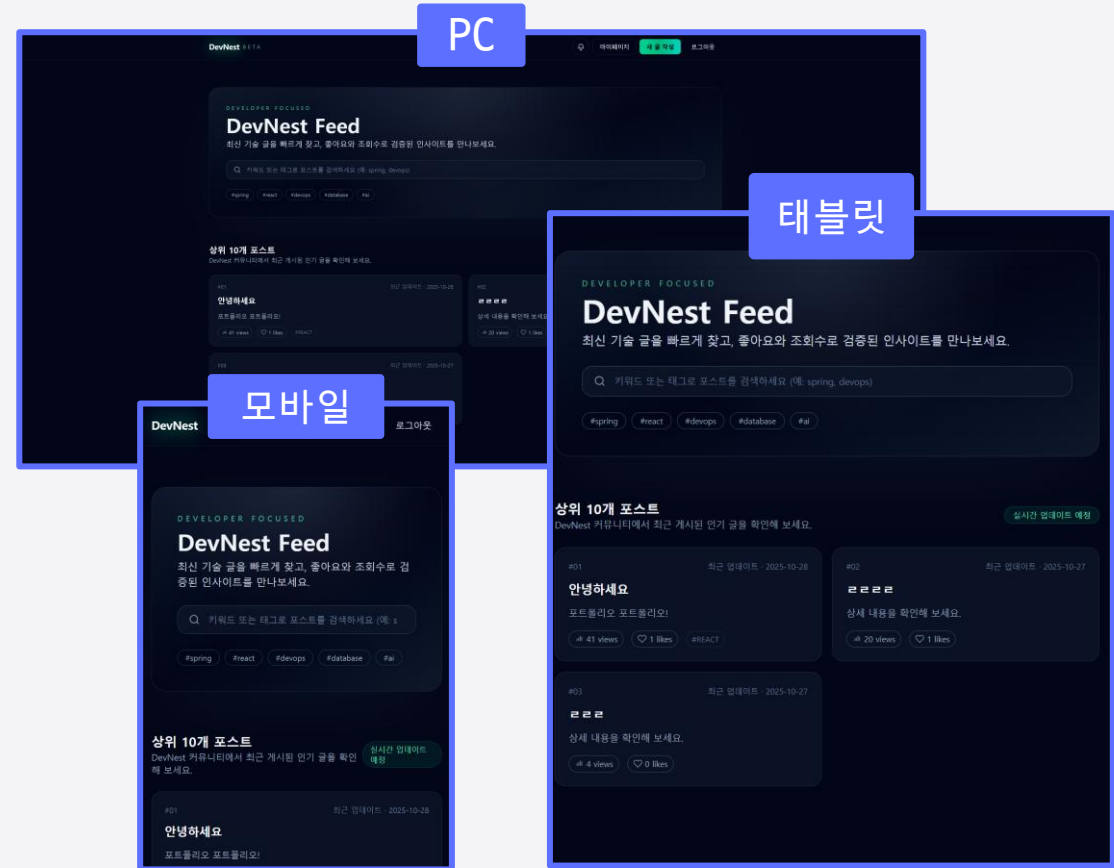 PC
DevNest BETA
마이페이지
새 글 작성
로그아웃
DEVELOPER FOCUSED
DevNest Feed
최신 기술 글을 빠르게 찾고, 좋아요와 조회수로 검증된 인사이트를 만나보세요.
키워드 또는 태그로 포스트를 검색하세요 (예: spring, devops)
#spring #react #devops #database #ai
상위 10개 포스트
DevNest 커뮤니티에서 최근 게시된 인기 글을 확인해 보세요.
#01 최근 업데이트 · 2025-10-28
안녕하세요
포트폴리오 포트폴리오!
41 views 1 likes #REACT
#02
ㄹㄹㄹㄹ
상세 내용을 확인해 보세요
20 views 1 likes
#03 최근 업데이트 · 2025-10-27
태블릿
DEVELOPER FOCUSED
DevNest Feed
최신 기술 글을 빠르게 찾고, 좋아요와 조회수로 검증된 인사이트를 만나보세요.
키워드 또는 태그로 포스트를 검색하세요 (예: spring, devops)
#spring #react #devops #database #ai
상위 10개 포스트
DevNest 커뮤니티에서 최근 게시된 인기 글을 확인해 보세요.
실시간 업데이트 예정
#01 최근 업데이트 · 2025-10-28
안녕하세요
포트폴리오 포트폴리오!
41 views 1 likes #REACT
#02 최근 업데이트 · 2025-10-27
ㄹㄹㄹㄹ
상세 내용을 확인해 보세요.
20 views 1 likes
#03 최근 업데이트 · 2025-10-27
ㄹㄹㄹ
상세 내용을 확인해 보세요.
4 views 0 likes
모바일
DevNest
로그아웃
DEVELOPER FOCUSED
DevNest Feed
최신 기술 글을 빠르게 찾고, 좋아요와 조회수로 검
증된 인사이트를 만나보세요.
키워드 또는 태그로 포스트를 검색하세요 (예: s
#spring #react #devops #database #ai
상위 10개 포스트
DevNest 커뮤니티에서 최근 게시된 인기 글을 확인
해 보세요.
실시간 업데이트
예정
#01 최근 업데이트 · 2025-10-28
안녕하세요
포트폴리오 포트폴리오!